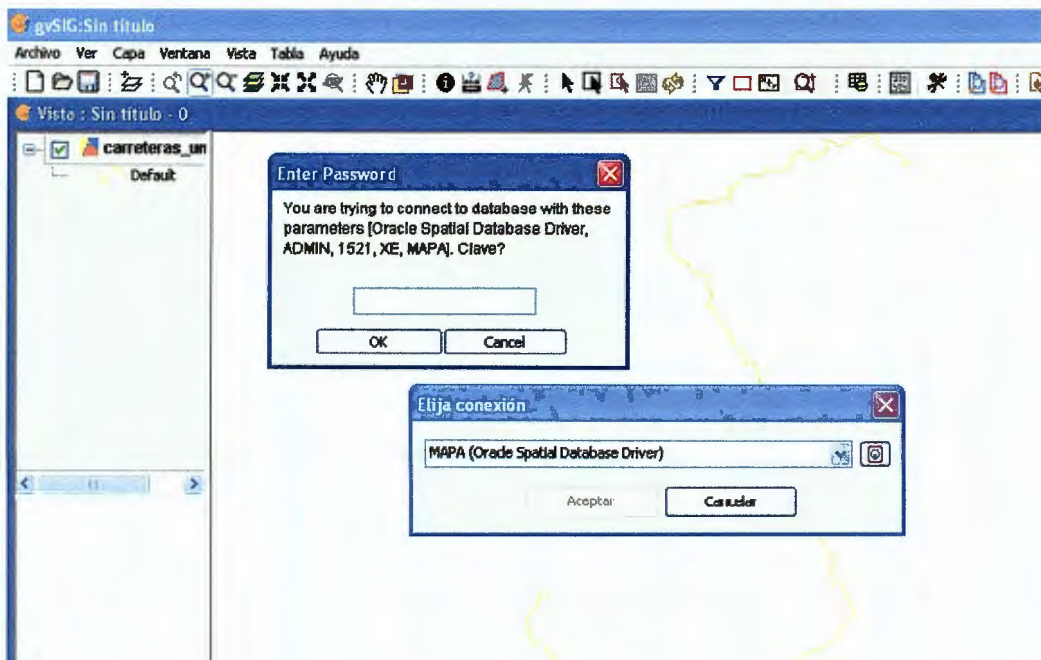 gvSIG:Sin título
Archivo Ver Capa Ventana Vista Tabla Ayuda
Vista : Sin título - 0
carreteras_un
Default
Enter Password
You are trying to connect to database with these
parameters [Oracle Spatial Database Driver,
ADMIN, 1521, XE, MAPA]. Clave?
OK Cancel
Elija conexión
MAPA (Oracle Spatial Database Driver)
Aceptar Cancelar